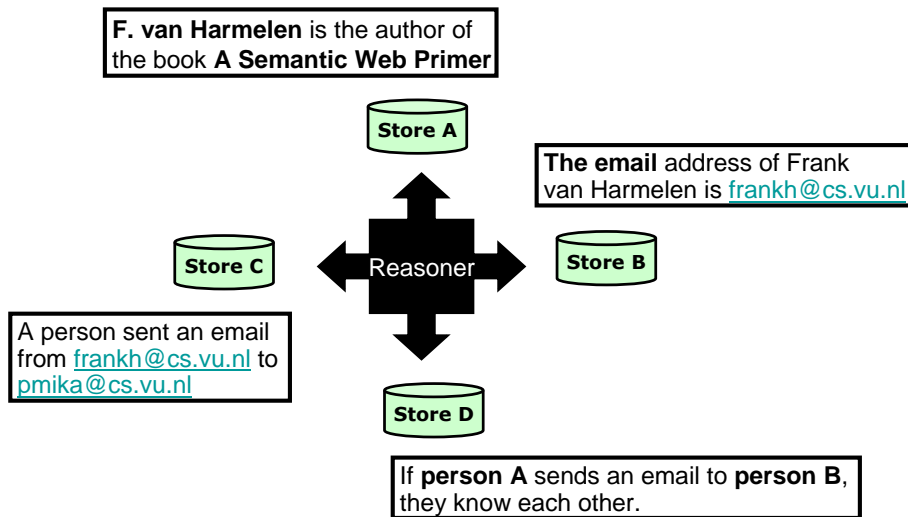 F. van Harmelen is the author of
the book A Semantic Web Primer
Store A
The email address of Frank
van Harmelen is frankh@cs.vu.nl
Store C
Reasoner
Store B
A person sent an email
from frankh@cs.vu.nl to
pmika@cs.vu.nl
Store D
If person A sends an email to person B,
they know each other.